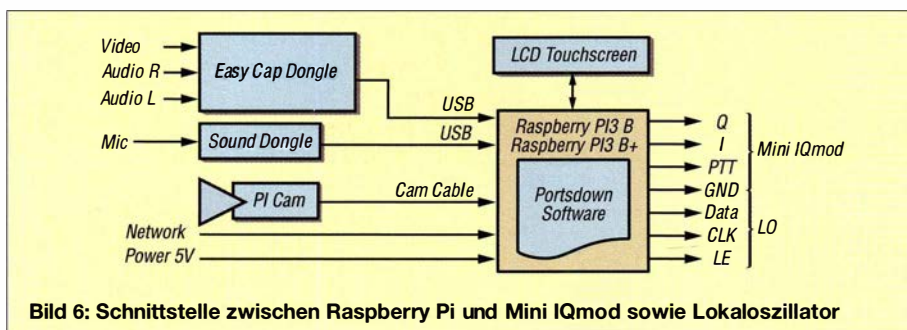 Video
Audio R
Audio L
Easy Cap Dongle
USB
Mic
Sound Dongle
USB
PI Cam
Cam Cable
Network
Power 5V
LCD Touchscreen
Raspberry PI3 B
Raspberry PI3 B+
Portsdown
Software
Q
I
PTT
GND
Data
CLK
LE
Mini IQmod
LO
Bild 6: Schnittstelle zwischen Raspberry Pi und Mini IQmod sowie Lokaloszillator